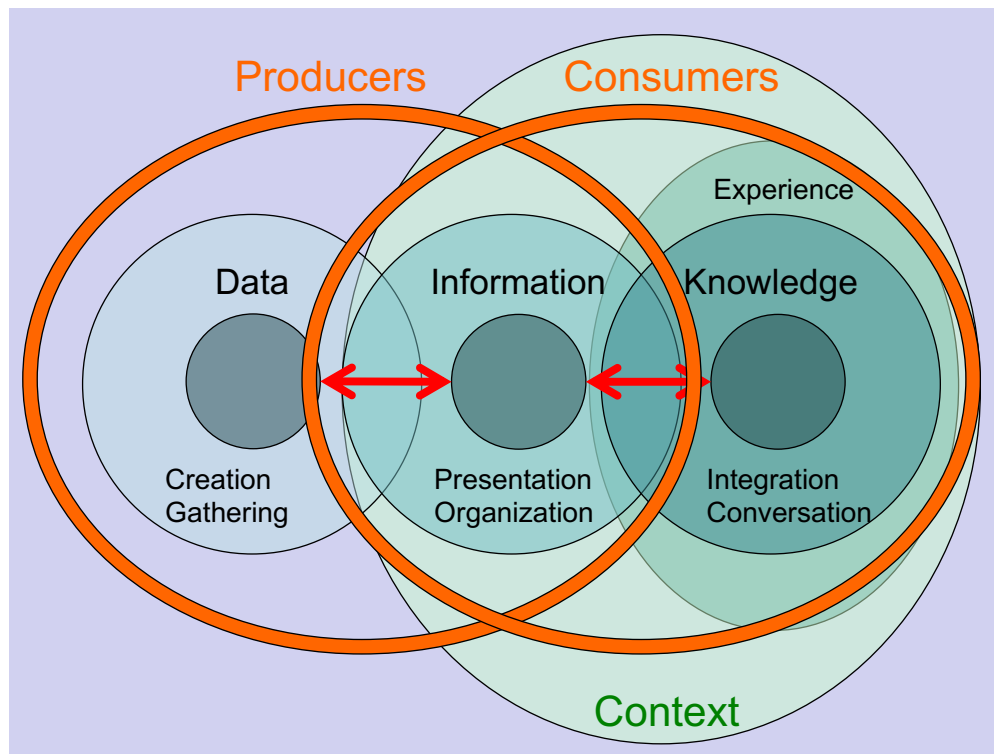 Producers
Consumers
Experience
Data
Information
Knowledge
Creation
Gathering
Presentation
Organization
Integration
Conversation
Context